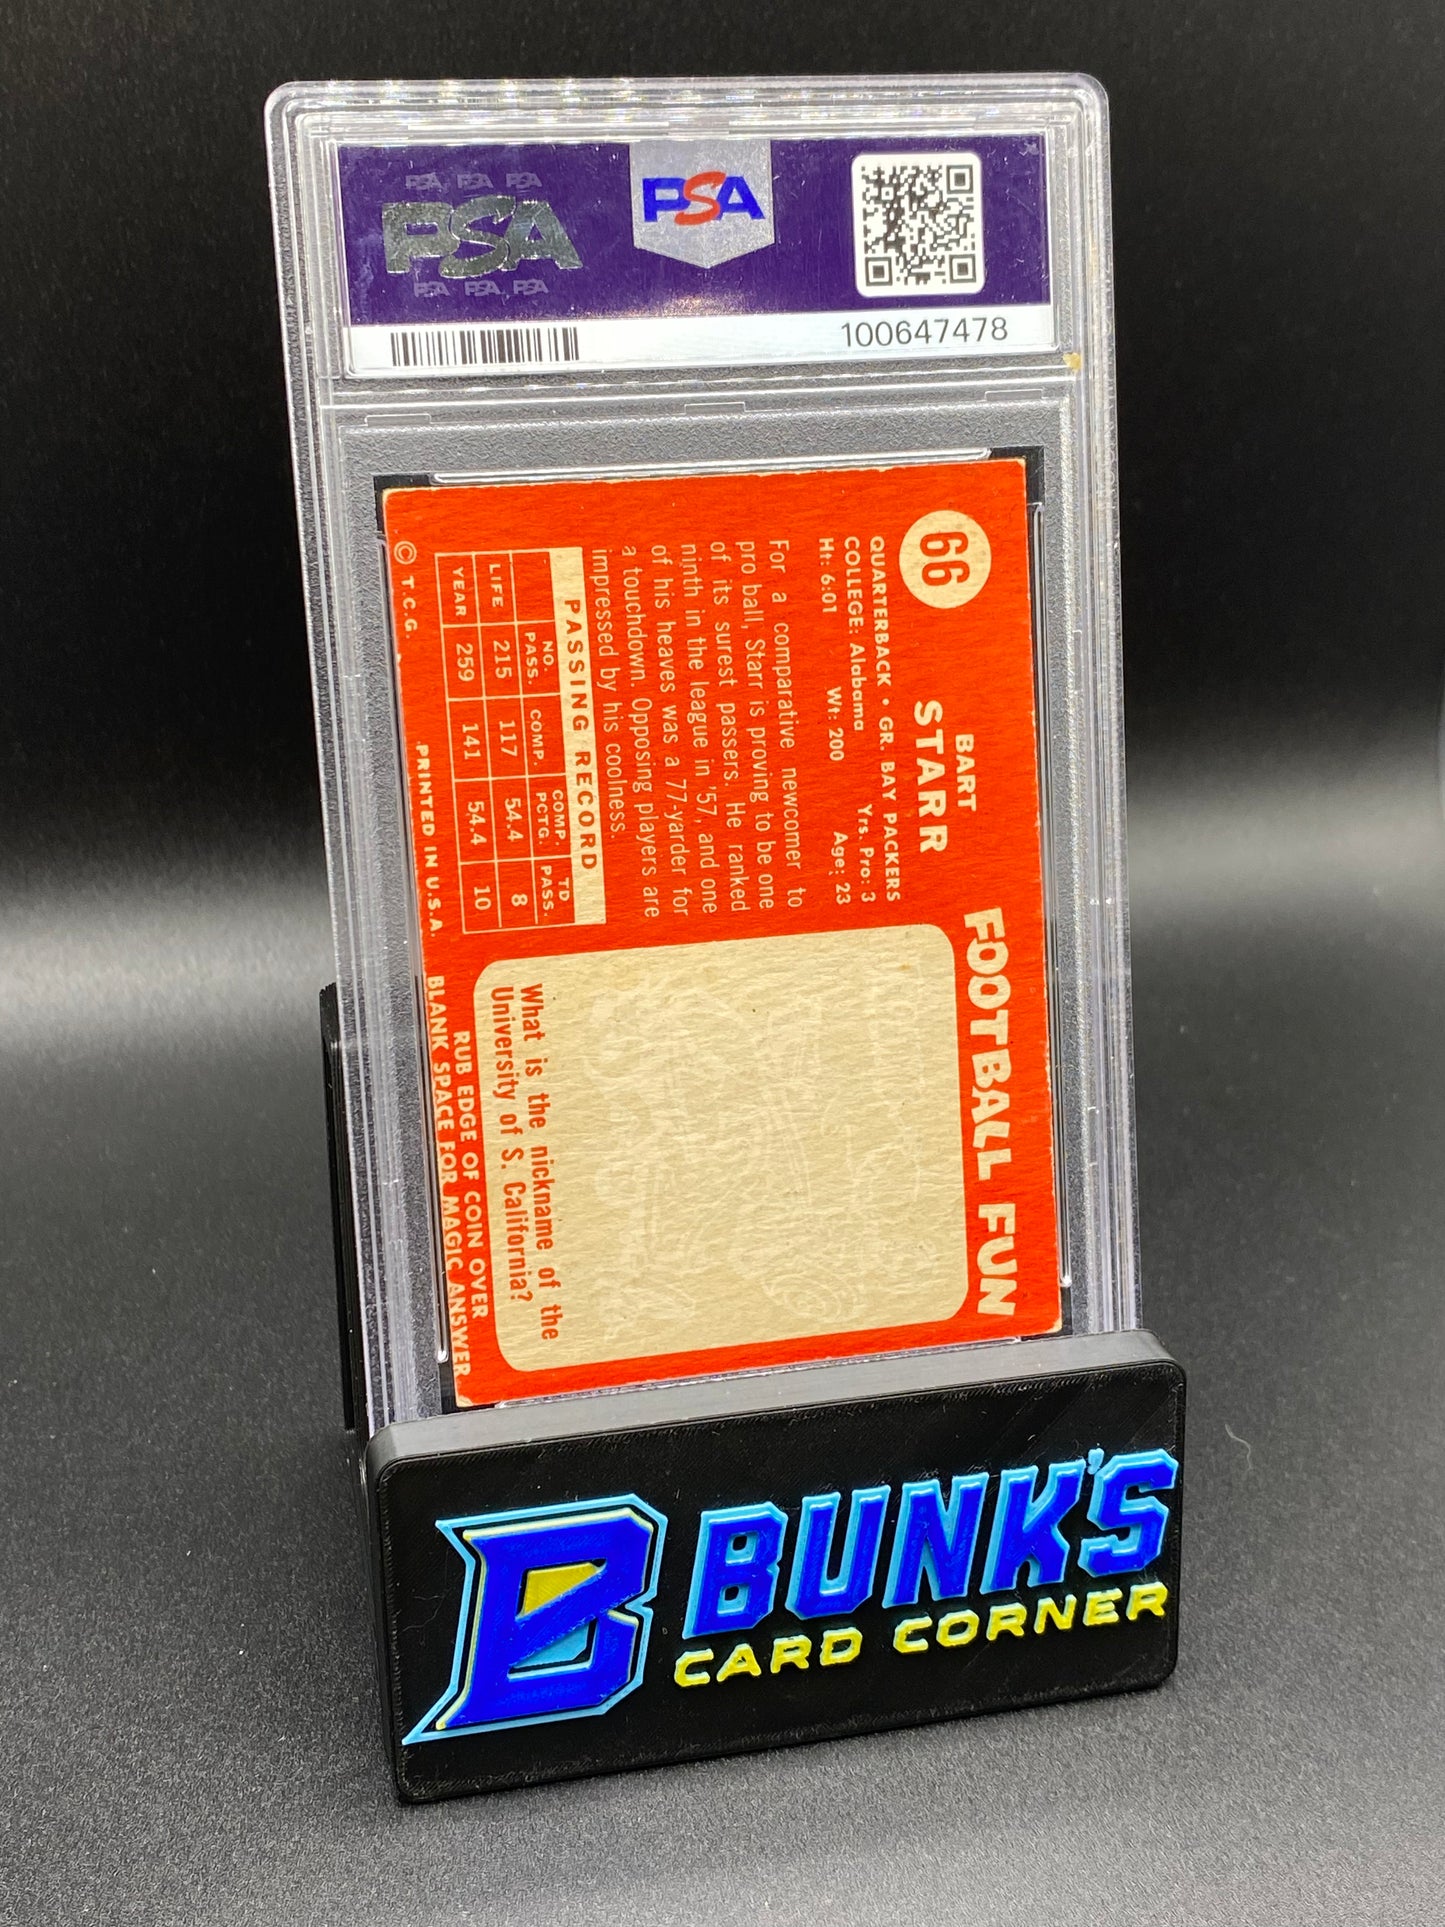 PSA PSA PSA
PSA
PSA PSA PSA
PSA
100647478
66
BART
STARR
QUARTERBACK • GR. BAY PACKERS
COLLEGE: Alabama Yrs. Pro: 3
Ht: 6:01 Wt: 200 Age: 23
For a comparative newcomer to
pro ball, Starr is proving to be one
of its surest passers. He ranked
ninth in the league in '57, and one
of his heaves was a 77-yarder for
a touchdown. Opposing players are
impressed by his coolness.
PASSING RECORD
NO. PASS. COMP. COMP. PCTG. TD PASS.
LIFE 215 117 54.4 8
YEAR 259 141 54.4 10
© T.C.G. PRINTED IN U.S.A.
FOOTBALL FUN
What is the nickname of the
University of S. California?
RUB EDGE OF COIN OVER
BLANK SPACE FOR MAGIC ANSWER
B
BUNK'S
CARD CORNER